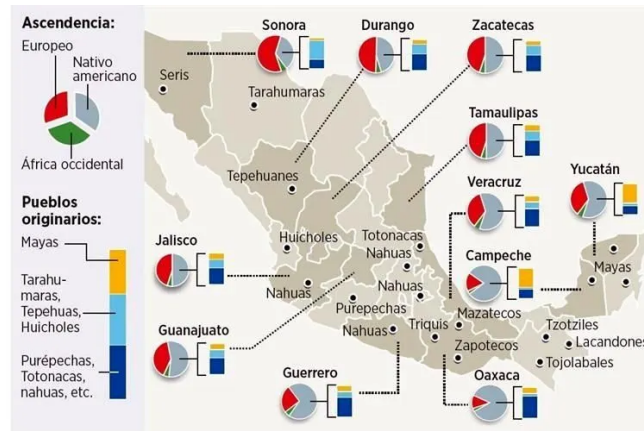 Ascendencia:
Europeo
Nativo
americano
África occidental
Pueblos
originarios:
Mayas
Tarahu-
maras,
Tepehuas,
Huicholes
Purépechas,
Totonacas,
nahuas, etc.
Sonora
Durango
Zacatecas
Seris
Tarahumaras
Tamaulipas
Tepehuanes
Veracruz
Yucatán
Jalisco
Huicholes
Totonacas
Nahuas
Campeche
Mayas
Nahuas
Nahuas
Purepechas
Mazatecos
Guanajuato
Nahuas
Triquis
Tzotziles
Zapotecos
Lacandones
Tojolabales
Guerrero
Oaxaca